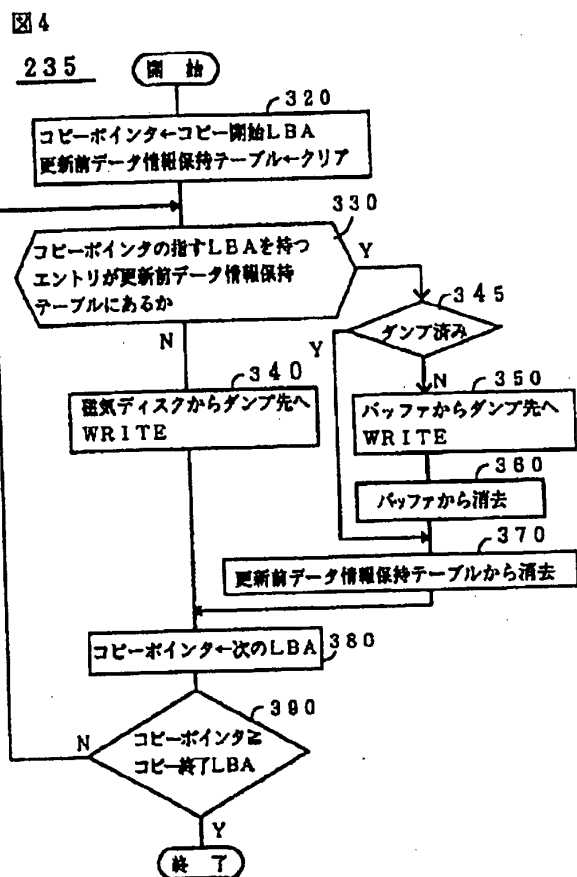 図4
235
開 始
320
コピーポインタ←コピー開始LBA
更新前データ情報保持テーブル←クリア
330
コピーポインタの指すLBAを持つ
エントリが更新前データ情報保持
テーブルにあるか
Y
345
ダンプ済み
N
Y
340
N
350
磁気ディスクからダンプ先へ
WRITE
バッファからダンプ先へ
WRITE
360
バッファから消去
370
更新前データ情報保持テーブルから消去
コピーポインタ←次のLBA
380
390
コピーポインタ≧
コピー終了LBA
N
Y
終 了